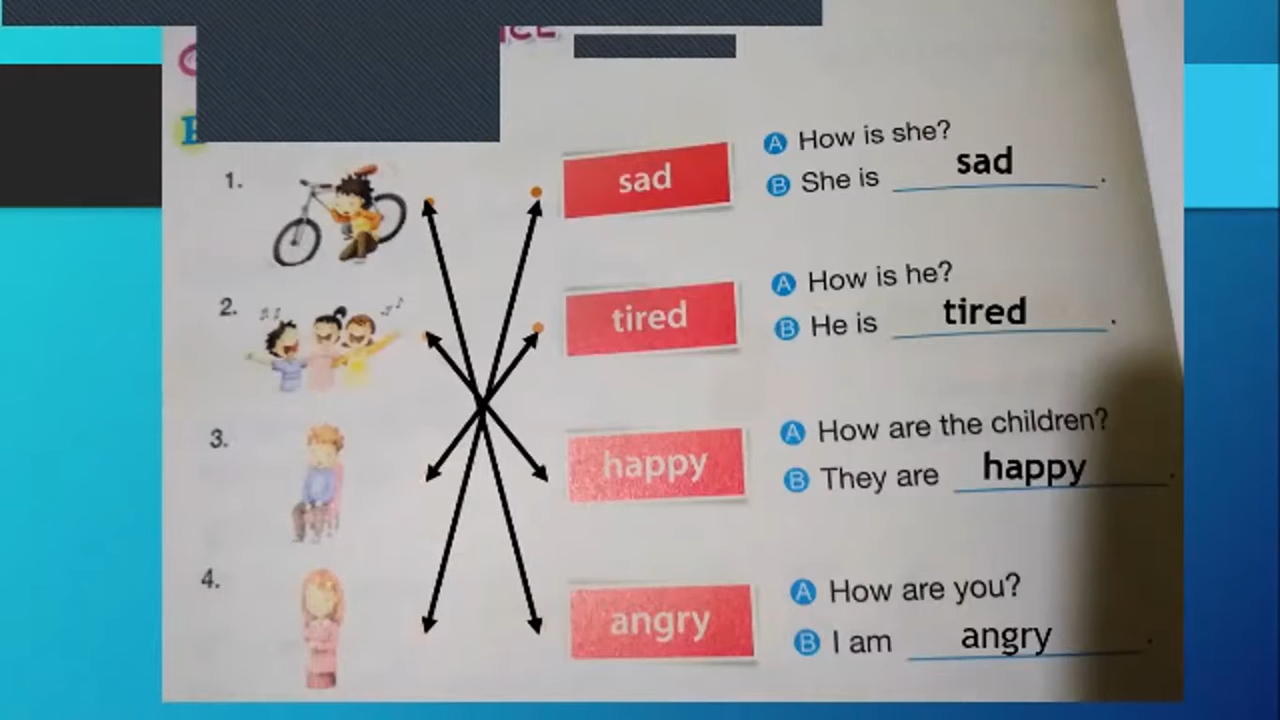 1.
sad
A How is she?
B She is sad.
2.
tired
A How is he?
B He is tired.
3.
happy
A How are the children?
B They are happy.
4.
angry
A How are you?
B I am angry.